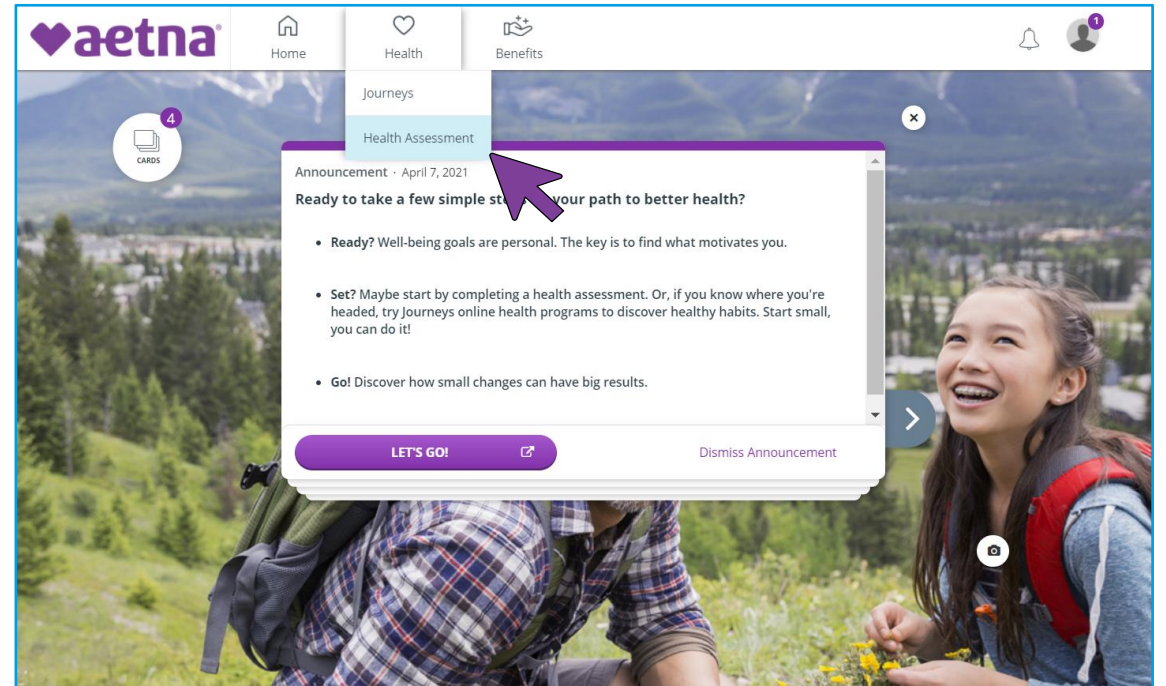 aetna
Home
Health
Benefits
1
Journeys
Health Assessment
4
CARDS
Announcement · April 7, 2021
Ready to take a few simple your path to better health?
• Ready? Well-being goals are personal. The key is to find what motivates you.
• Set? Maybe start by completing a health assessment. Or, if you know where you're
headed, try Journeys online health programs to discover healthy habits. Start small,
you can do it!
• Go! Discover how small changes can have big results.
LET'S GO!
Dismiss Announcement